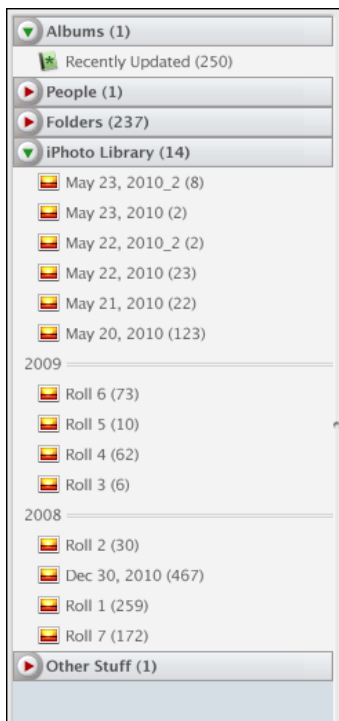 Albums (1)
Recently Updated (250)
People (1)
Folders (237)
iPhoto Library (14)
May 23, 2010_2 (8)
May 23, 2010 (2)
May 22, 2010_2 (2)
May 22, 2010 (23)
May 21, 2010 (22)
May 20, 2010 (123)
2009
Roll 6 (73)
Roll 5 (10)
Roll 4 (62)
Roll 3 (6)
2008
Roll 2 (30)
Dec 30, 2010 (467)
Roll 1 (259)
Roll 7 (172)
Other Stuff (1)